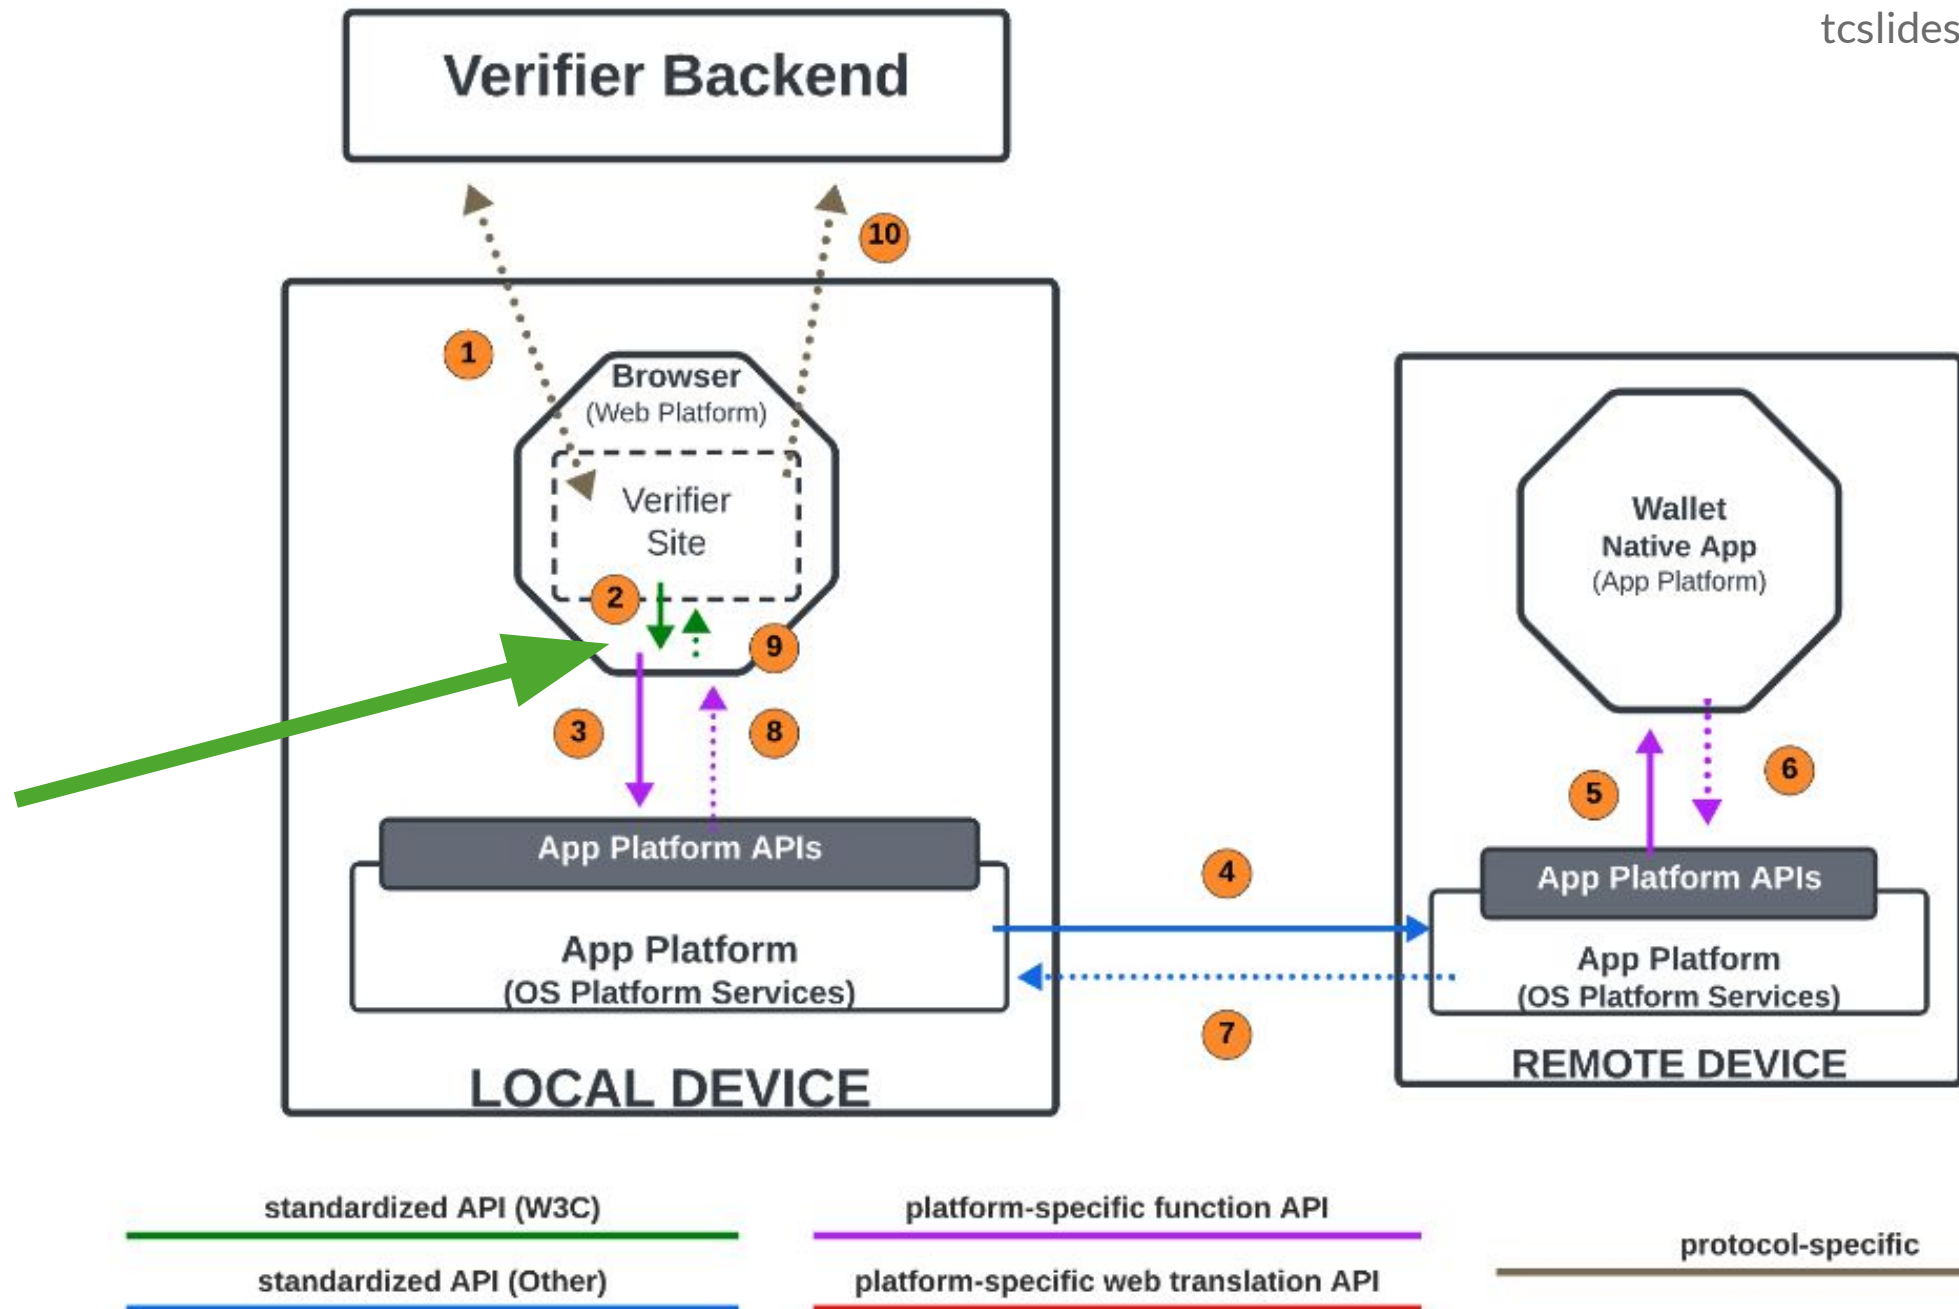 tcslides
Verifier Backend
10
1
Browser
(Web Platform)
Verifier
Site
2
9
3
8
App Platform APIs
App Platform
(OS Platform Services)
LOCAL DEVICE
4
7
Wallet
Native App
(App Platform)
5
6
App Platform APIs
App Platform
(OS Platform Services)
REMOTE DEVICE
standardized API (W3C)
platform-specific function API
protocol-specific
standardized API (Other)
platform-specific web translation API